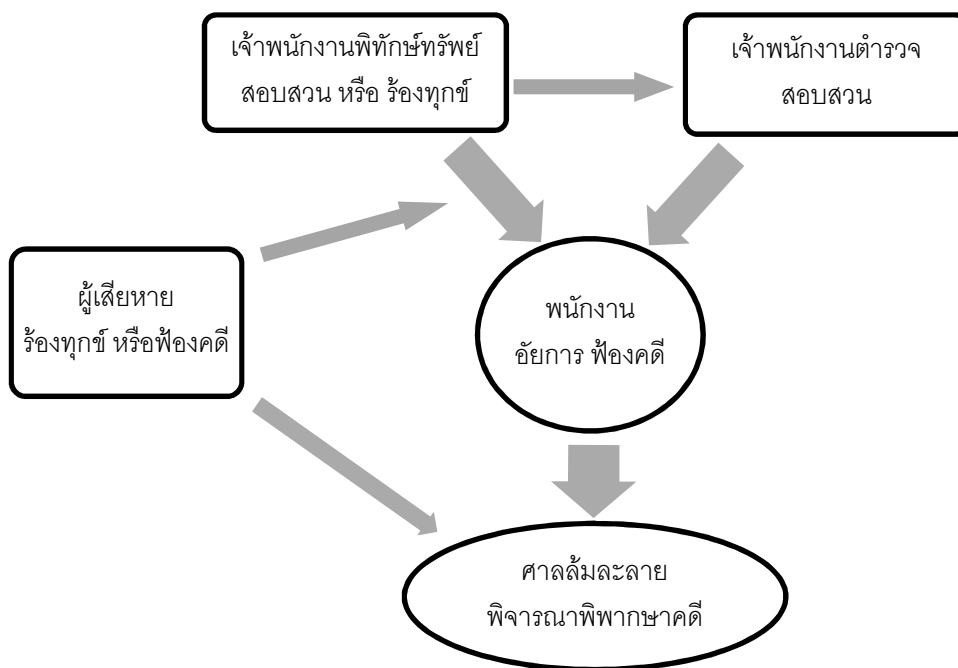 เจ้าพนักงานพิทักษ์ทรัพย์
สอบสวน หรือ ร้องทุกข์
เจ้าพนักงานตำรวจ
สอบสวน
ผู้เสียหาย
ร้องทุกข์ หรือฟ้องคดี
พนักงาน
อัยการ ฟ้องคดี
ศาลล้มละลาย
พิจารณาพิพากษาคดี